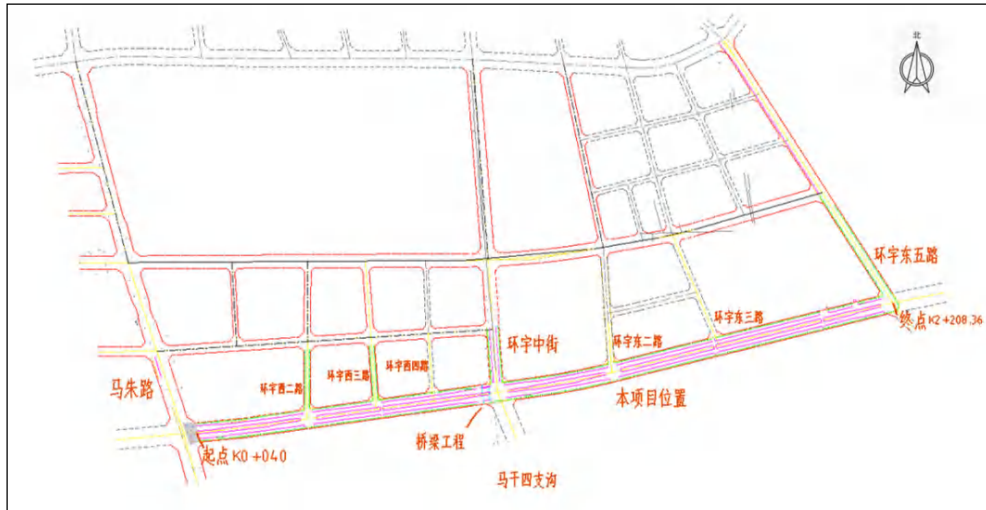 北
环宇东五路
终点K2+208.36
环宇东三路
环宇东二路
环宇中街
环宇西四路
环宇西三路
环宇西二路
马朱路
本项目位置
桥梁工程
起点K0+040
马干四支沟